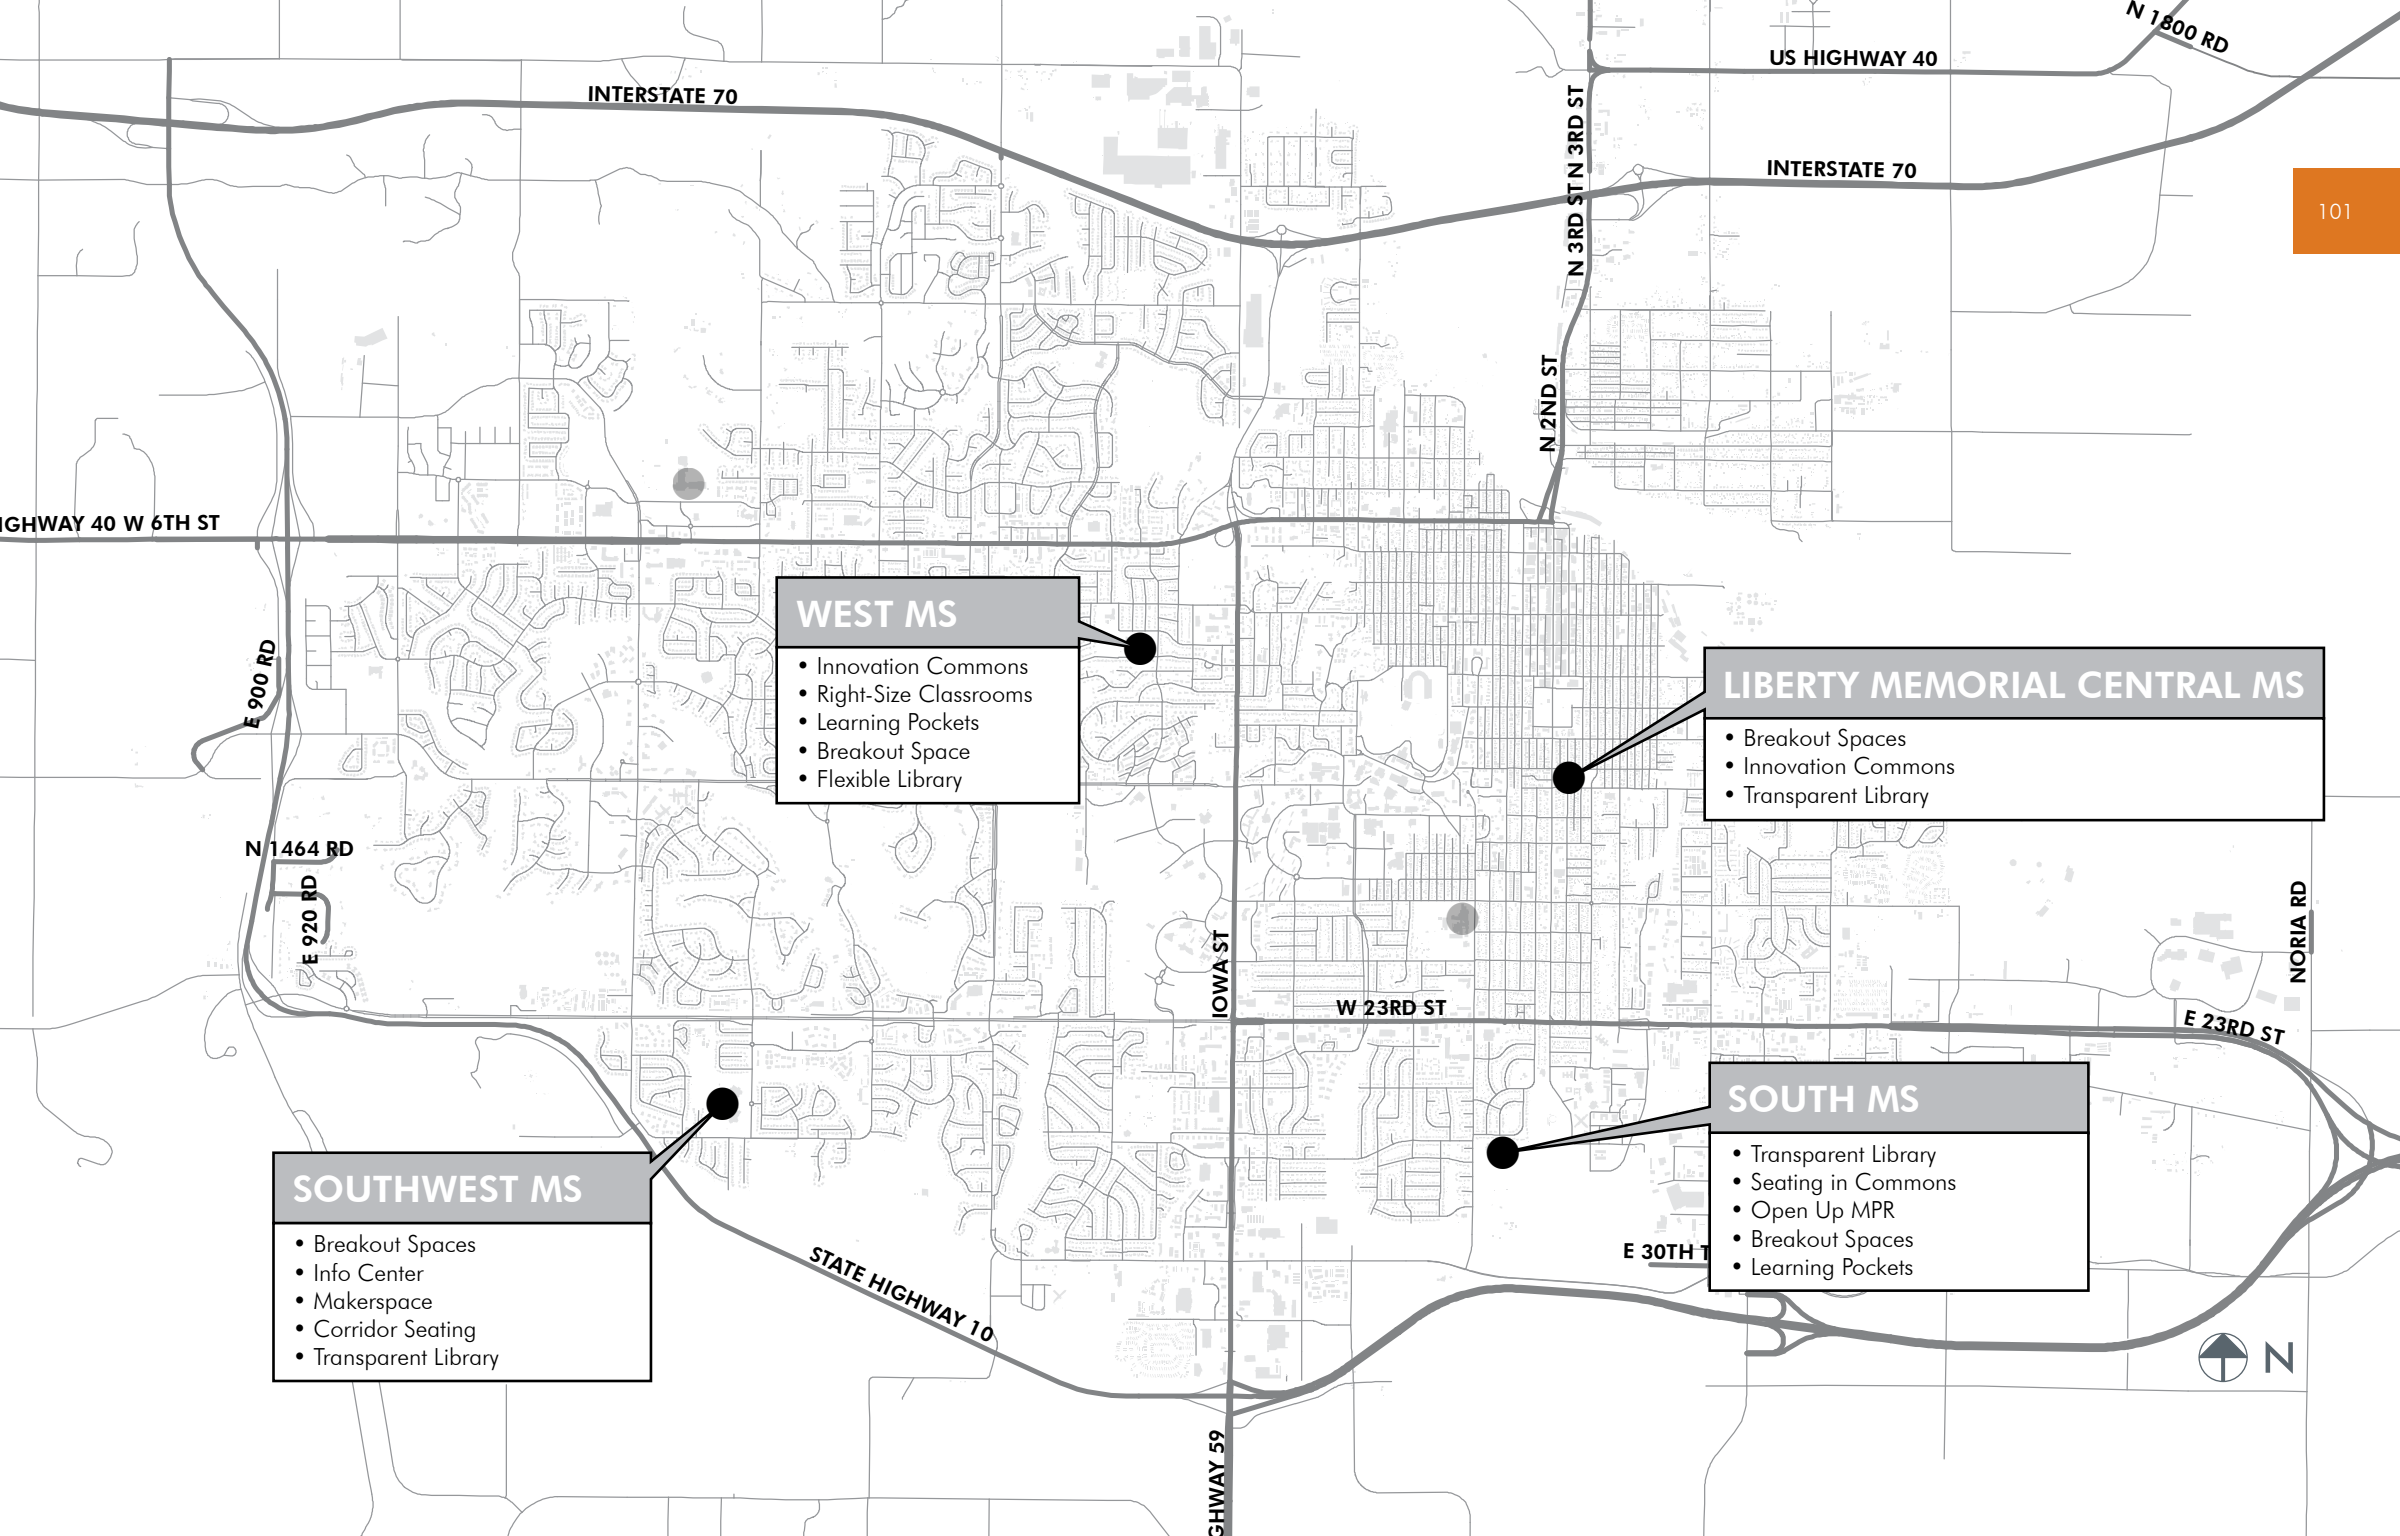 N 1800 RD
US HIGHWAY 40
INTERSTATE 70
N 3RD ST
INTERSTATE 70
101
N 3RD ST
N 2ND ST
IGHWAY 40 W 6TH ST
WEST MS
• Innovation Commons
• Right-Size Classrooms
• Learning Pockets
• Breakout Space
• Flexible Library
E 900 RD
LIBERTY MEMORIAL CENTRAL MS
• Breakout Spaces
• Innovation Commons
• Transparent Library
N 1464 RD
E 920 RD
NORIA RD
IOWA ST
W 23RD ST
E 23RD ST
SOUTH MS
• Transparent Library
• Seating in Commons
• Open Up MPR
• Breakout Spaces
• Learning Pockets
SOUTHWEST MS
• Breakout Spaces
• Info Center
• Makerspace
• Corridor Seating
• Transparent Library
E 30TH T
STATE HIGHWAY 10
N
GHWAY 59